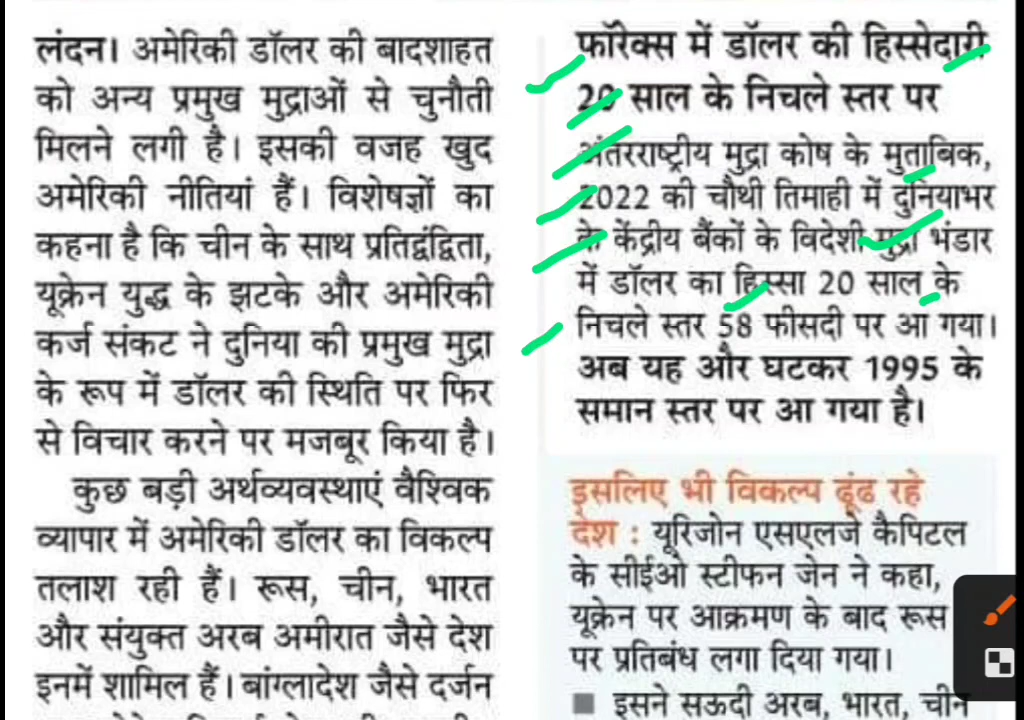 लंदन। अमेरिकी डॉलर की बादशाहत
को अन्य प्रमुख मुद्राओं से चुनौती
मिलने लगी है। इसकी वजह खुद
अमेरिकी नीतियां हैं। विशेषज्ञों का
कहना है कि चीन के साथ प्रतिद्वंद्विता,
यूक्रेन युद्ध के झटके और अमेरिकी
कर्ज संकट ने दुनिया की प्रमुख मुद्रा
के रूप में डॉलर की स्थिति पर फिर
से विचार करने पर मजबूर किया है।
कुछ बड़ी अर्थव्यवस्थाएं वैश्विक
व्यापार में अमेरिकी डॉलर का विकल्प
तलाश रही हैं। रूस, चीन, भारत
और संयुक्त अरब अमीरात जैसे देश
इनमें शामिल हैं। बांग्लादेश जैसे दर्जन
फॉरेक्स में डॉलर की हिस्सेदारी
20 साल के निचले स्तर पर
अंतरराष्ट्रीय मुद्रा कोष के मुताबिक,
2022 की चौथी तिमाही में दुनियाभर
के केंद्रीय बैंकों के विदेशी मुद्रा भंडार
में डॉलर का हिस्सा 20 साल के
निचले स्तर 58 फीसदी पर आ गया।
अब यह और घटकर 1995 के
समान स्तर पर आ गया है।
इसलिए भी विकल्प ढूंढ रहे
देश : यूरिजोन एसएलजे कैपिटल
के सीईओ स्टीफन जेन ने कहा,
यूक्रेन पर आक्रमण के बाद रूस
पर प्रतिबंध लगा दिया गया।
■ इसने सऊदी अरब, भारत, चीन